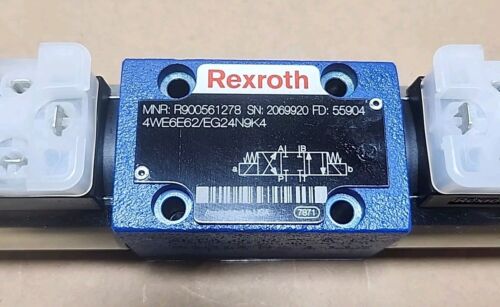 Rexroth
MNR: R900561278 SN: 2069920 FD: 55904
4WE6E62/EG24N9K4
A B
a b
P T
7871